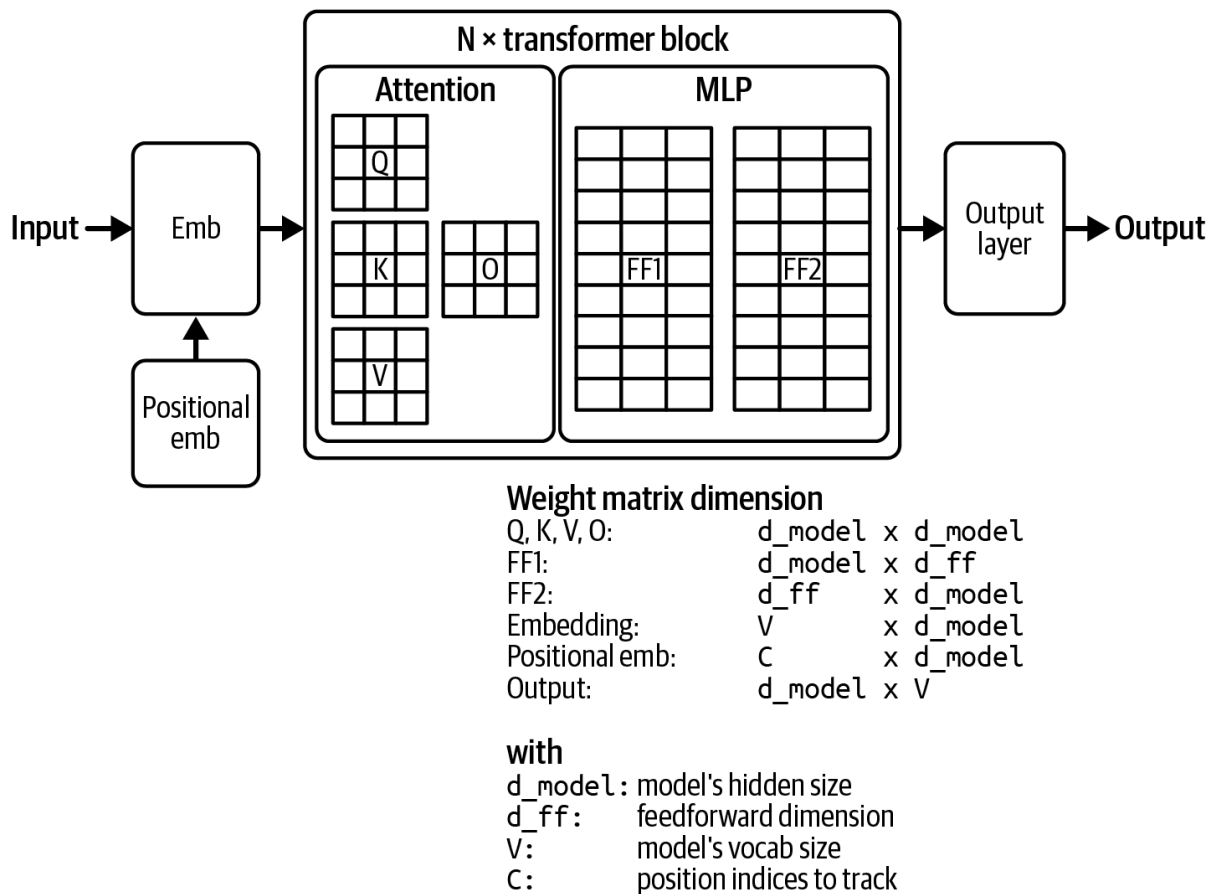 N × transformer block
Attention
MLP
Q
K
O
V
FF1
FF2
Input
Emb
Positional
emb
Output
layer
Output
Weight matrix dimension
Q, K, V, O: d_model x d_model
FF1: d_model x d_ff
FF2: d_ff x d_model
Embedding: V x d_model
Positional emb: C x d_model
Output: d_model x V
with
d_model: model's hidden size
d_ff: feedforward dimension
V: model's vocab size
C: position indices to track